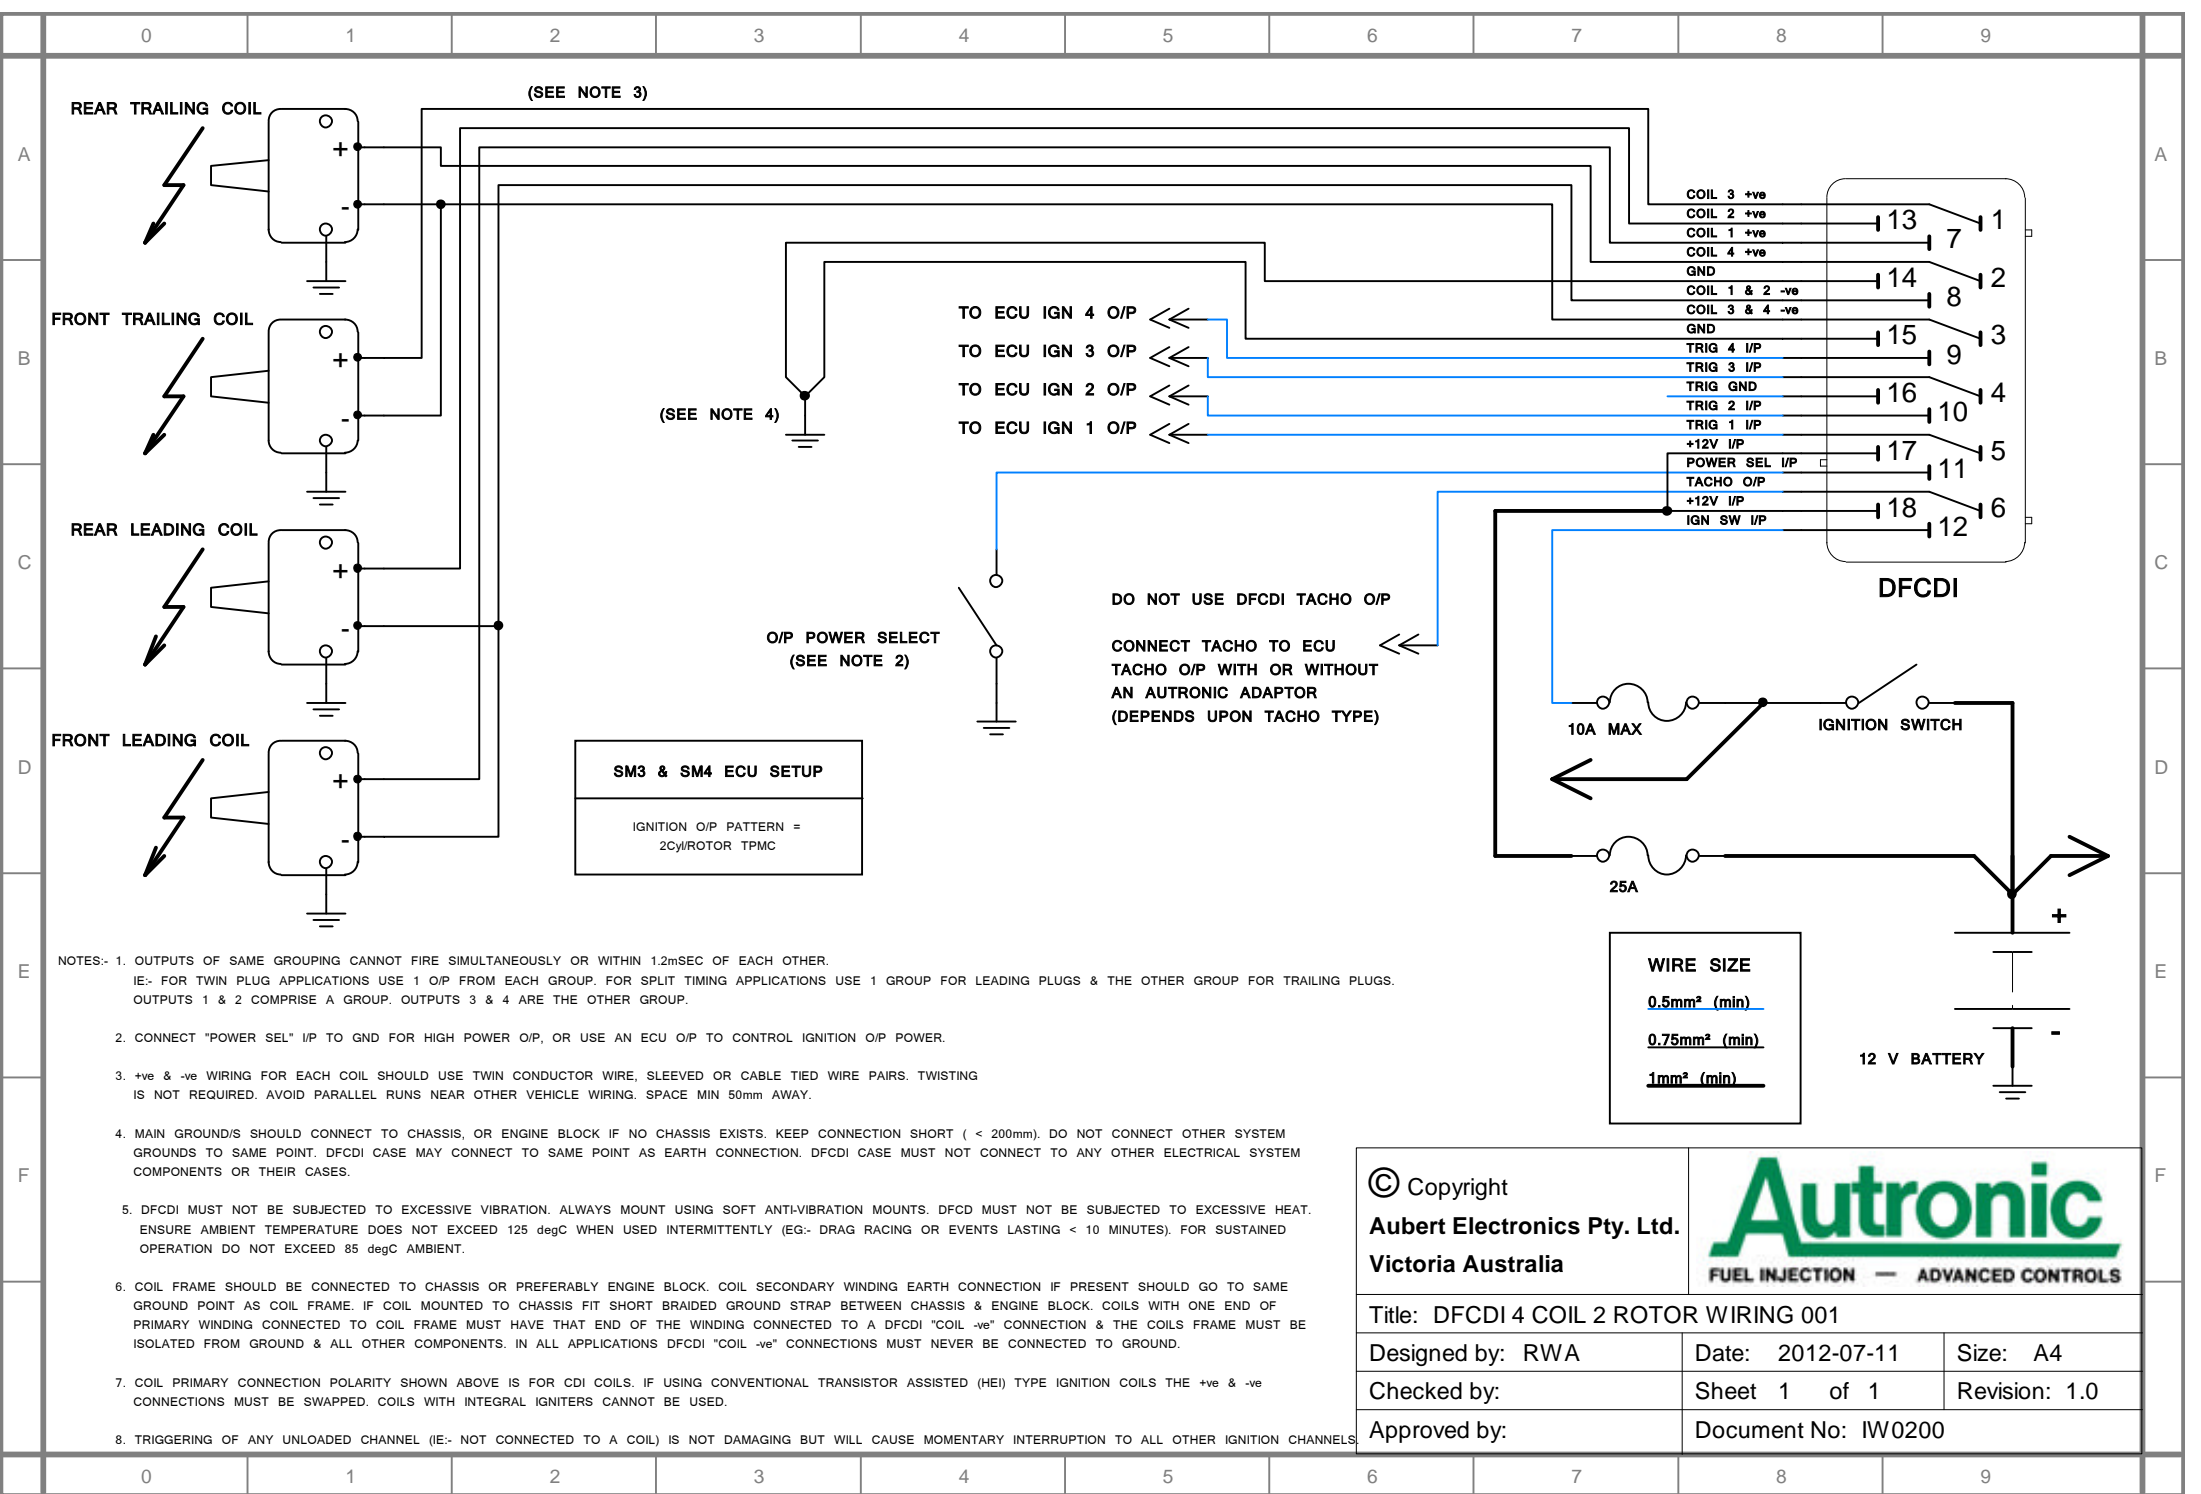 0 1 2 3 4 5 6 7 8 9
A
B
C
D
E
F
A
B
C
D
E
F
(SEE NOTE 3)
REAR TRAILING COIL
+
-
FRONT TRAILING COIL
+
-
REAR LEADING COIL
+
-
FRONT LEADING COIL
+
-
(SEE NOTE 4)
TO ECU IGN 4 O/P
TO ECU IGN 3 O/P
TO ECU IGN 2 O/P
TO ECU IGN 1 O/P
COIL 3 +ve
COIL 2 +ve
COIL 1 +ve
COIL 4 +ve
GND
COIL 1 & 2 -ve
COIL 3 & 4 -ve
GND
TRIG 4 I/P
TRIG 3 I/P
TRIG GND
TRIG 2 I/P
TRIG 1 I/P
+12V I/P
POWER SEL I/P
TACHO O/P
+12V I/P
IGN SW I/P
13 1
7
14 2
8
15 3
9
16 4
10
17 5
11
18 6
12
DFCDI
O/P POWER SELECT
(SEE NOTE 2)
DO NOT USE DFCDI TACHO O/P
CONNECT TACHO TO ECU
TACHO O/P WITH OR WITHOUT
AN AUTRONIC ADAPTOR
(DEPENDS UPON TACHO TYPE)
10A MAX
IGNITION SWITCH
25A
SM3 & SM4 ECU SETUP
IGNITION O/P PATTERN =
2Cyl/ROTOR TPMC
+
-
12 V BATTERY
WIRE SIZE
0.5mm² (min)
0.75mm² (min)
1mm² (min)
NOTES:- 1. OUTPUTS OF SAME GROUPING CANNOT FIRE SIMULTANEOUSLY OR WITHIN 1.2mSEC OF EACH OTHER.
IE:- FOR TWIN PLUG APPLICATIONS USE 1 O/P FROM EACH GROUP. FOR SPLIT TIMING APPLICATIONS USE 1 GROUP FOR LEADING PLUGS & THE OTHER GROUP FOR TRAILING PLUGS.
OUTPUTS 1 & 2 COMPRISE A GROUP. OUTPUTS 3 & 4 ARE THE OTHER GROUP.
2. CONNECT "POWER SEL" I/P TO GND FOR HIGH POWER O/P, OR USE AN ECU O/P TO CONTROL IGNITION O/P POWER.
3. +ve & -ve WIRING FOR EACH COIL SHOULD USE TWIN CONDUCTOR WIRE, SLEEVED OR CABLE TIED WIRE PAIRS. TWISTING
IS NOT REQUIRED. AVOID PARALLEL RUNS NEAR OTHER VEHICLE WIRING. SPACE MIN 50mm AWAY.
4. MAIN GROUND/S SHOULD CONNECT TO CHASSIS, OR ENGINE BLOCK IF NO CHASSIS EXISTS. KEEP CONNECTION SHORT ( < 200mm). DO NOT CONNECT OTHER SYSTEM
GROUNDS TO SAME POINT. DFCDI CASE MAY CONNECT TO SAME POINT AS EARTH CONNECTION. DFCDI CASE MUST NOT CONNECT TO ANY OTHER ELECTRICAL SYSTEM
COMPONENTS OR THEIR CASES.
5. DFCDI MUST NOT BE SUBJECTED TO EXCESSIVE VIBRATION. ALWAYS MOUNT USING SOFT ANTI-VIBRATION MOUNTS. DFCD MUST NOT BE SUBJECTED TO EXCESSIVE HEAT.
ENSURE AMBIENT TEMPERATURE DOES NOT EXCEED 125 degC WHEN USED INTERMITTENTLY (EG:- DRAG RACING OR EVENTS LASTING < 10 MINUTES). FOR SUSTAINED
OPERATION DO NOT EXCEED 85 degC AMBIENT.
6. COIL FRAME SHOULD BE CONNECTED TO CHASSIS OR PREFERABLY ENGINE BLOCK. COIL SECONDARY WINDING EARTH CONNECTION IF PRESENT SHOULD GO TO SAME
GROUND POINT AS COIL FRAME. IF COIL MOUNTED TO CHASSIS FIT SHORT BRAIDED GROUND STRAP BETWEEN CHASSIS & ENGINE BLOCK. COILS WITH ONE END OF
PRIMARY WINDING CONNECTED TO COIL FRAME MUST HAVE THAT END OF THE WINDING CONNECTED TO A DFCDI "COIL -ve" CONNECTION & THE COILS FRAME MUST BE
ISOLATED FROM GROUND & ALL OTHER COMPONENTS. IN ALL APPLICATIONS DFCDI "COIL -ve" CONNECTIONS MUST NEVER BE CONNECTED TO GROUND.
7. COIL PRIMARY CONNECTION POLARITY SHOWN ABOVE IS FOR CDI COILS. IF USING CONVENTIONAL TRANSISTOR ASSISTED (HEI) TYPE IGNITION COILS THE +ve & -ve
CONNECTIONS MUST BE SWAPPED. COILS WITH INTEGRAL IGNITERS CANNOT BE USED.
8. TRIGGERING OF ANY UNLOADED CHANNEL (IE:- NOT CONNECTED TO A COIL) IS NOT DAMAGING BUT WILL CAUSE MOMENTARY INTERRUPTION TO ALL OTHER IGNITION CHANNELS.
© Copyright
Aubert Electronics Pty. Ltd.
Victoria Australia
Autronic
FUEL INJECTION — ADVANCED CONTROLS
Title: DFCDI 4 COIL 2 ROTOR WIRING 001
Designed by: RWA Date: 2012-07-11 Size: A4
Checked by: Sheet 1 of 1 Revision: 1.0
Approved by: Document No: IW0200
0 1 2 3 4 5 6 7 8 9